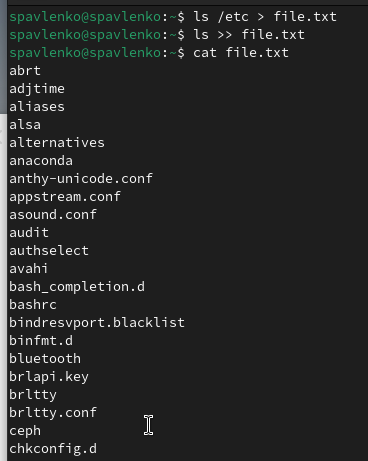 spavlenko@spavlenko:~$ ls /etc > file.txt
spavlenko@spavlenko:~$ ls >> file.txt
spavlenko@spavlenko:~$ cat file.txt
abrt
adjtime
aliases
alsa
alternatives
anaconda
anthy-unicode.conf
appstream.conf
asound.conf
audit
authselect
avahi
bash_completion.d
bashrc
bindresvport.blacklist
binfmt.d
bluetooth
brlapi.key
brltty
brltty.conf
ceph
chkconfig.d